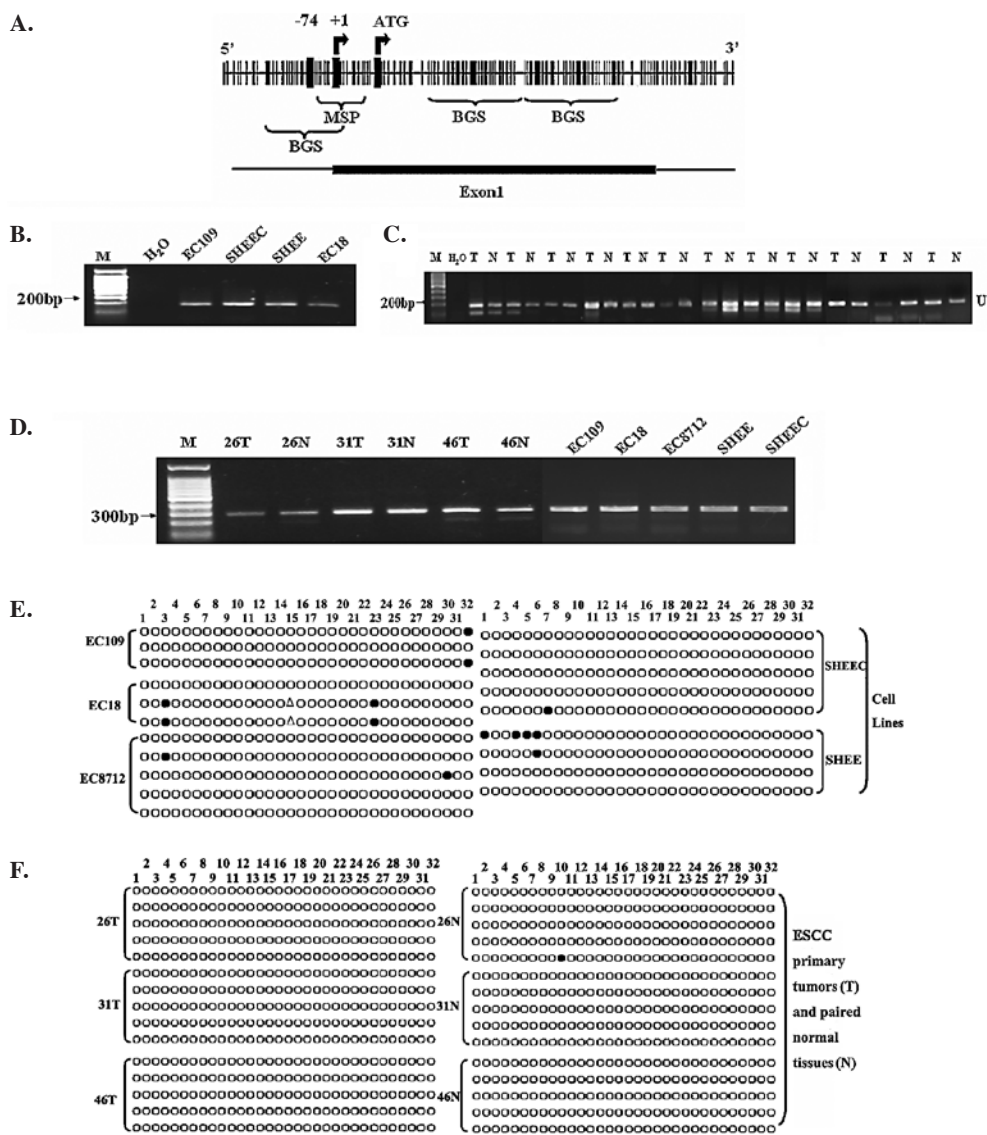 A.
-74 +1 ATG
5' 3'
MSP
BGS BGS
BGS
Exon1
B.
M H₂O EC109 SHEEC SHEE EC18
200bp
C.
M H₂O T N T N T N T N T N T N T N T N T N T N T N
200bp U
D.
M 26T 26N 31T 31N 46T 46N EC109 EC18 EC8712 SHEE SHEEC
300bp
E.
2 4 6 8 10 12 14 16 18 20 22 24 26 28 30 32
1 3 5 7 9 11 13 15 17 19 21 23 25 27 29 31
2 4 6 8 10 12 14 16 18 20 22 24 26 28 30 32
1 3 5 7 9 11 13 15 17 19 21 23 25 27 29 31
EC109
EC18
EC8712
SHEEC
SHEE
Cell
Lines
F.
2 4 6 8 10 12 14 16 18 20 22 24 26 28 30 32
1 3 5 7 9 11 13 15 17 19 21 23 25 27 29 31
2 4 6 8 10 12 14 16 18 20 22 24 26 28 30 32
1 3 5 7 9 11 13 15 17 19 21 23 25 27 29 31
26T
31T
46T
26N
31N
46N
ESCC
primary
tumors (T)
and paired
normal
tissues (N)